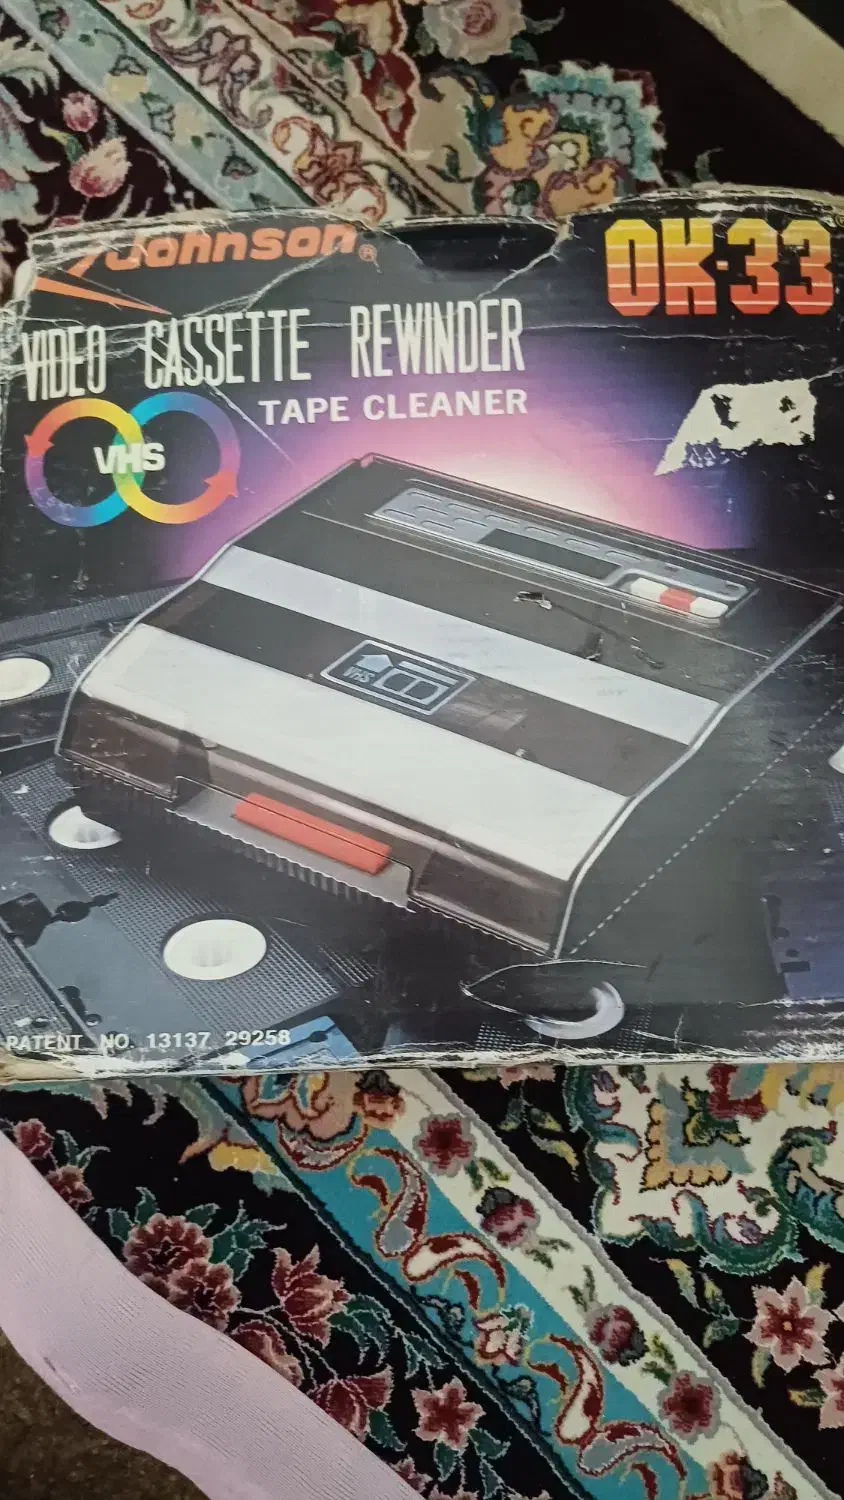 Johnson®
OK-33
VIDEO CASSETTE REWINDER
TAPE CLEANER
VHS
VHS
PATENT NO. 13137 29258